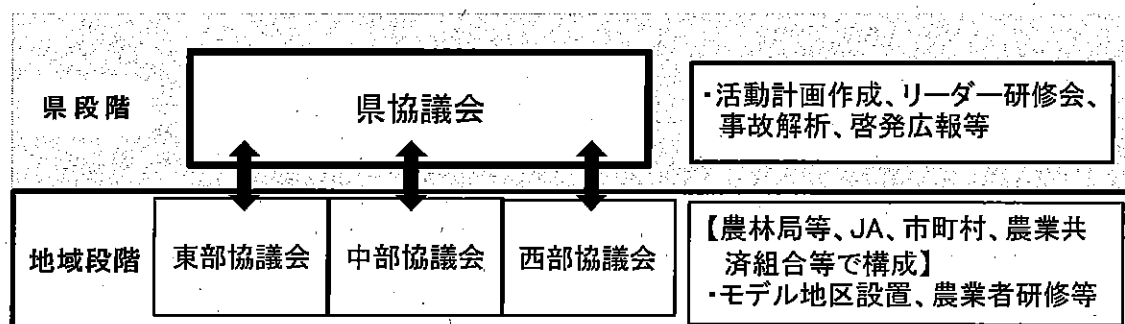 県段階
県協議会
・活動計画作成、リーダー研修会、
事故解析、啓発広報等
地域段階
東部協議会
中部協議会
西部協議会
【農林局等、JA、市町村、農業共
済組合等で構成】
・モデル地区設置、農業者研修等